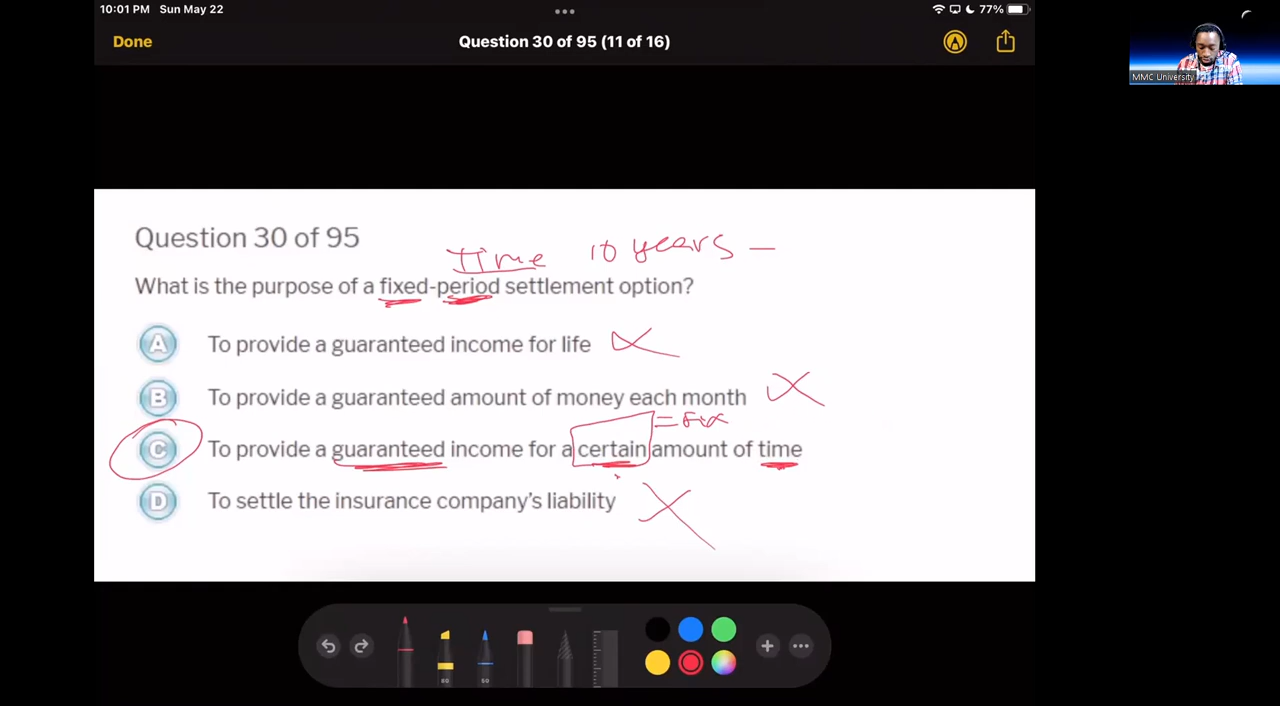 10:01 PM Sun May 22
77%
Done
Question 30 of 95 (11 of 16)
MMC University
Question 30 of 95
Time 10 years —
What is the purpose of a fixed-period settlement option?
A To provide a guaranteed income for life
B To provide a guaranteed amount of money each month
= fix
C To provide a guaranteed income for a certain amount of time
D To settle the insurance company's liability
80
50